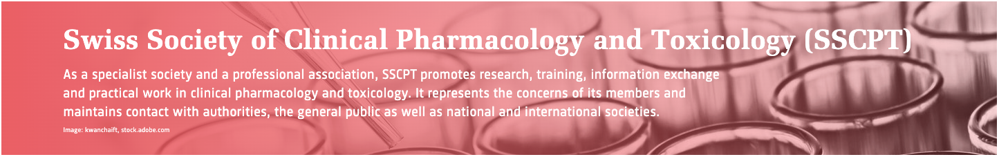 Swiss Society of Clinical Pharmacology and Toxicology (SSCPT)
As a specialist society and a professional association, SSCPT promotes research, training, information exchange
and practical work in clinical pharmacology and toxicology. It represents the concerns of its members and
maintains contact with authorities, the general public as well as national and international societies.
Image: kwanchaift, stock.adobe.com